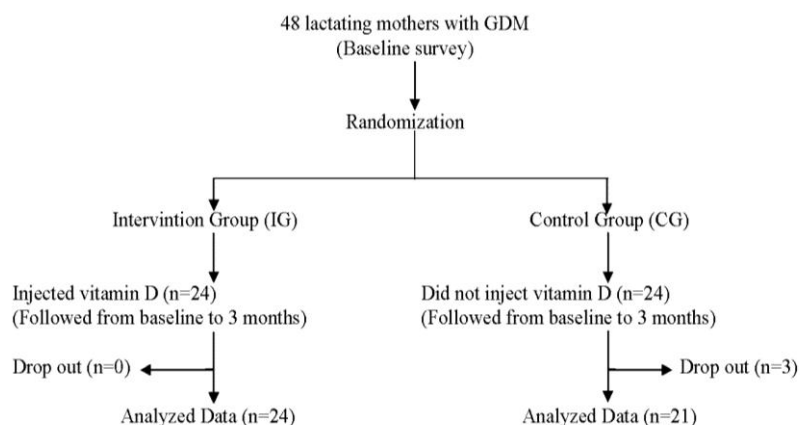 48 lactating mothers with GDM
(Baseline survey)
Randomization
Intervintion Group (IG)
Control Group (CG)
Injected vitamin D (n=24)
(Followed from baseline to 3 months)
Did not inject vitamin D (n=24)
(Followed from baseline to 3 months)
Drop out (n=0)
Drop out (n=3)
Analyzed Data (n=24)
Analyzed Data (n=21)